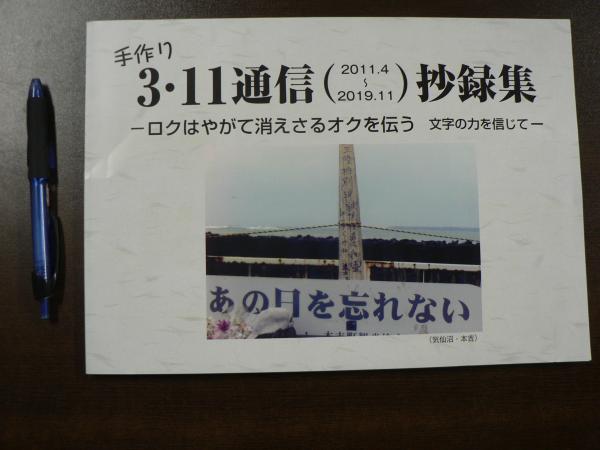 手作り
3・11通信(2011.4～2019.11)抄録集
ーロクはやがて消えさるオクを伝う 文字の力を信じてー
あの日を忘れない
(気仙沼・本吉)